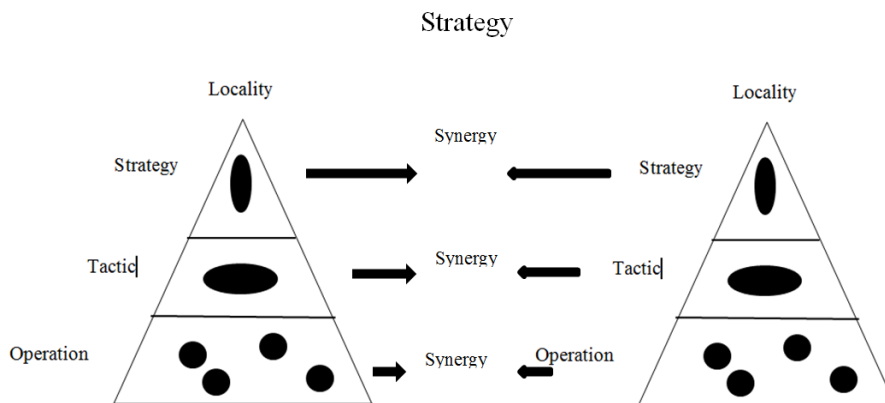 Strategy
Locality
Locality
Synergy
Strategy
Strategy
Tactic
Synergy
Tactic
Operation
Synergy
Operation